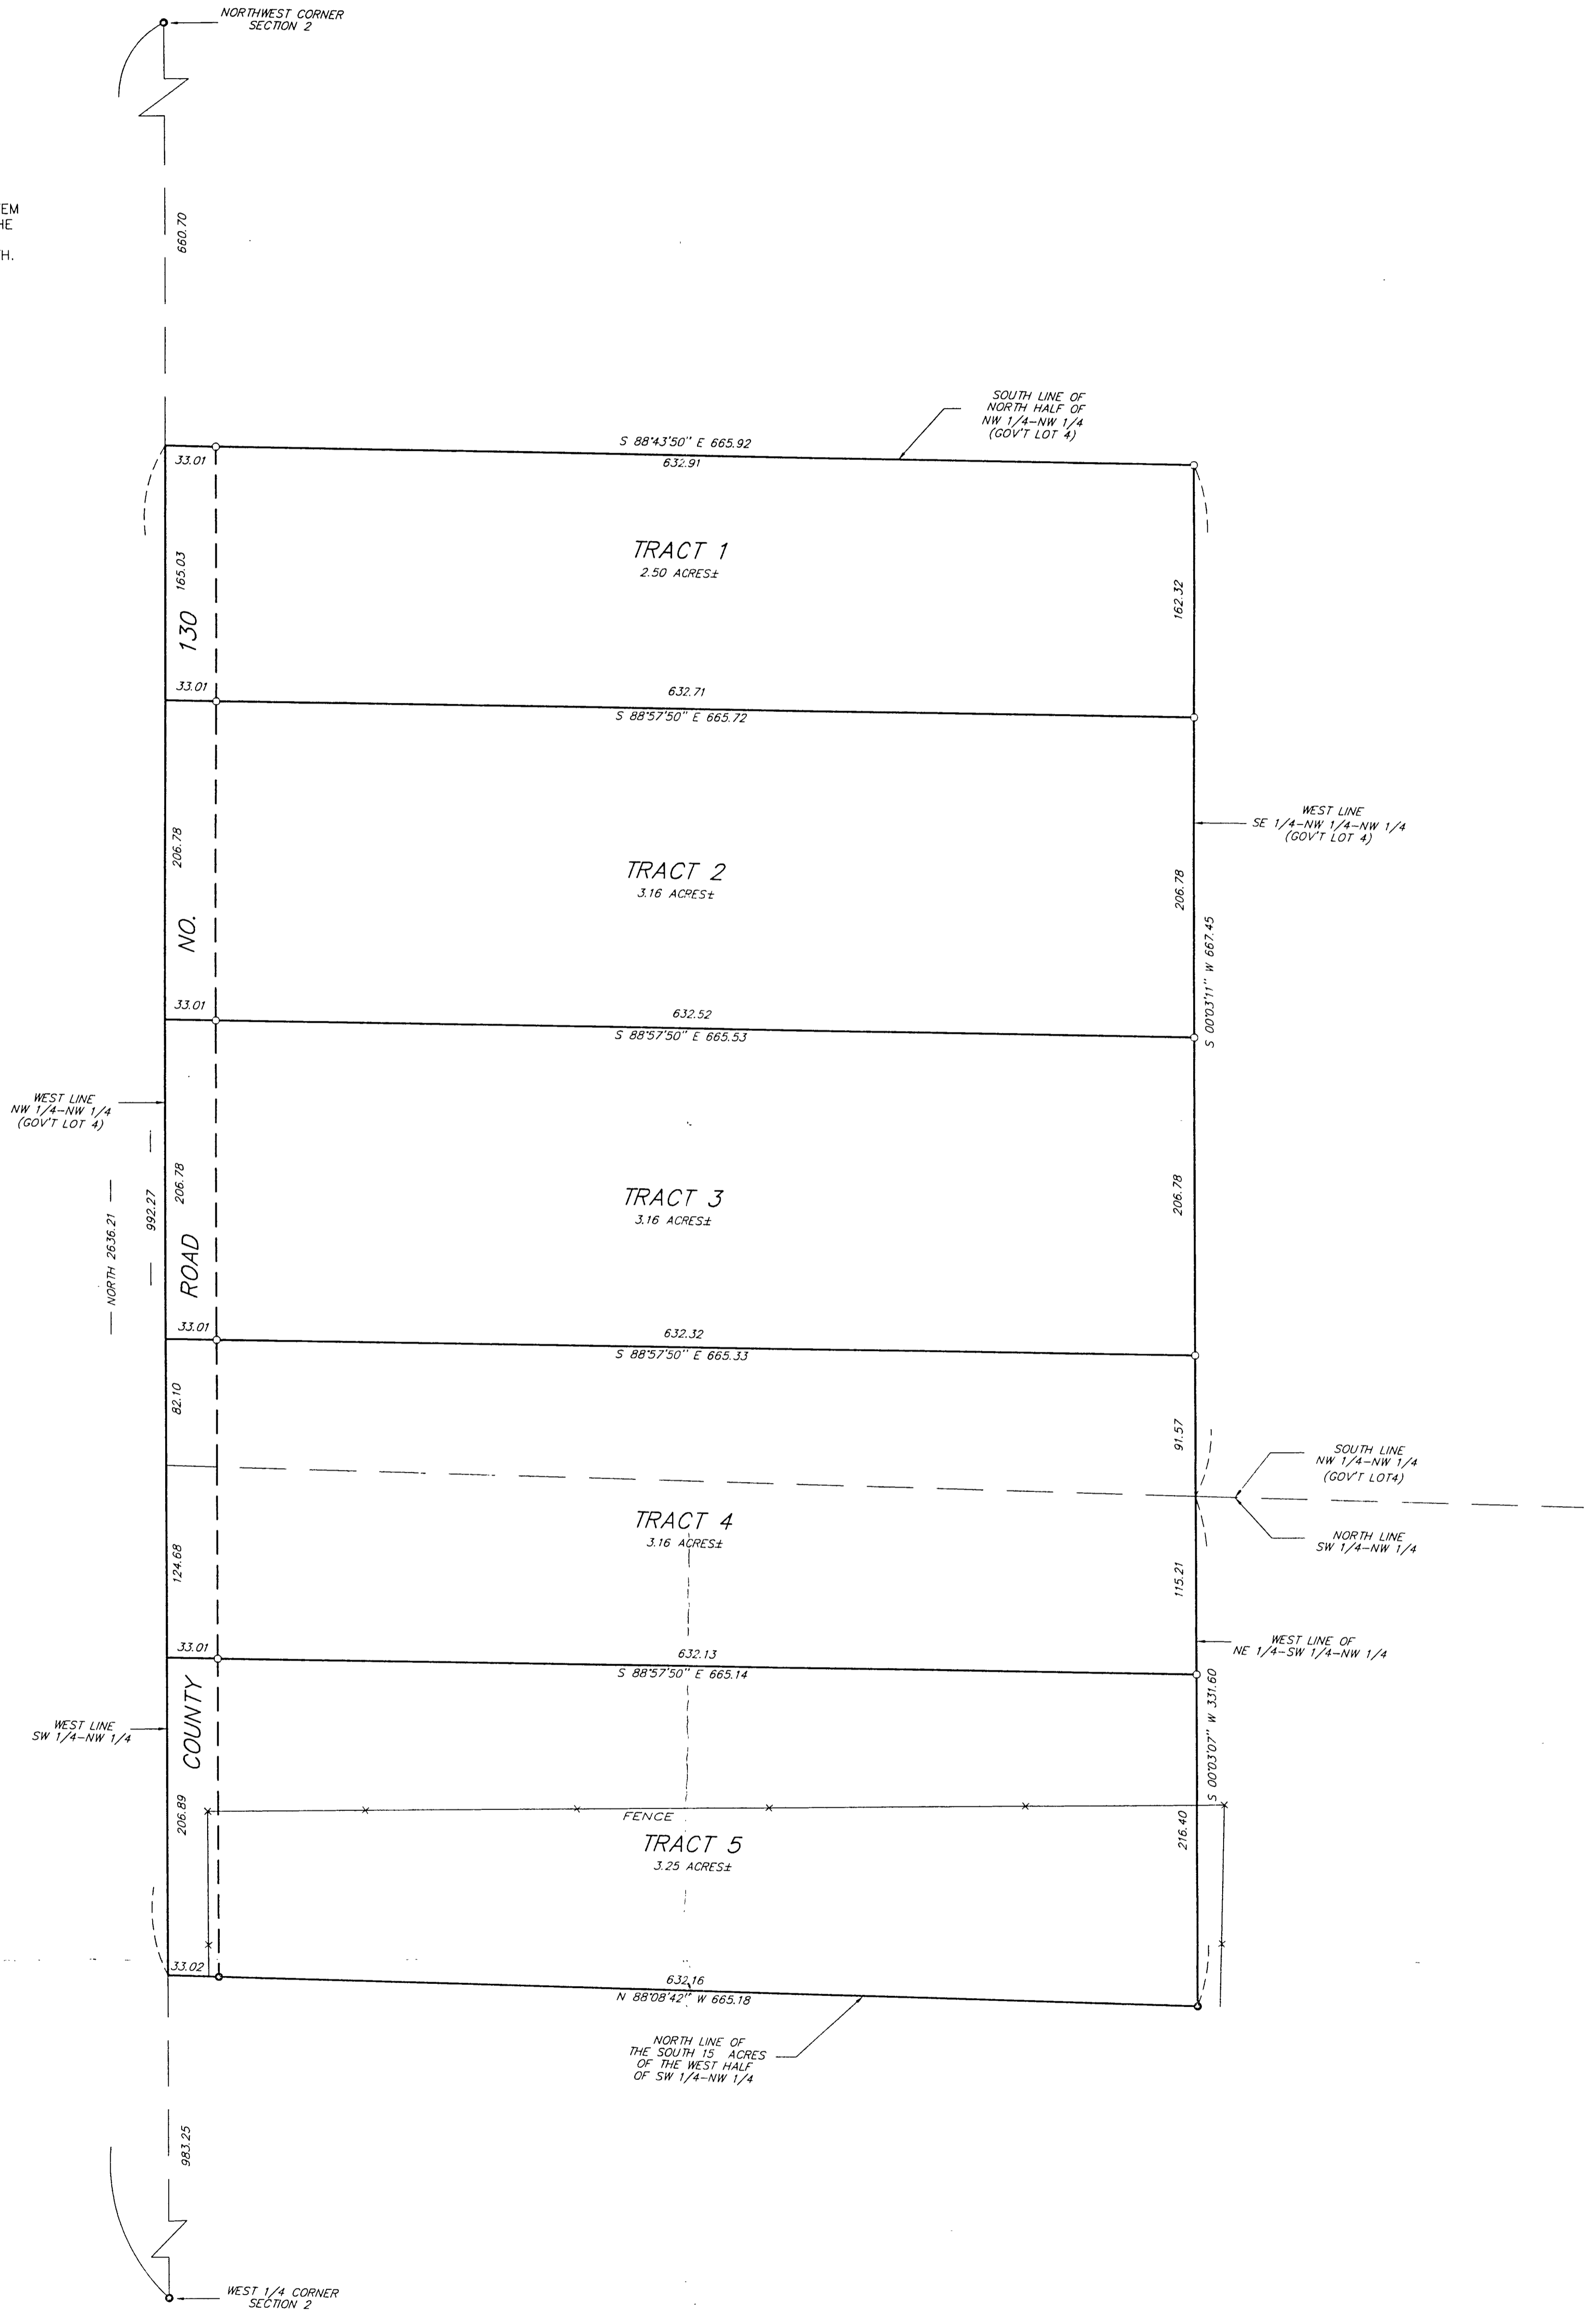 NORTHWEST CORNER
SECTION 2
EM
HE
H.
660.70
SOUTH LINE OF
NORTH HALF OF
NW 1/4-NW 1/4
(GOV'T LOT 4)
S 88°43'50" E 665.92
33.01
632.91
TRACT 1
2.50 ACRES±
165.03
162.32
130
33.01
632.71
S 88°57'50" E 665.72
WEST LINE
SE 1/4-NW 1/4-NW 1/4
(GOV'T LOT 4)
206.78
TRACT 2
3.16 ACRES±
206.78
NO.
S 00°03'11" W 667.45
33.01
632.52
S 88°57'50" E 665.53
WEST LINE
NW 1/4-NW 1/4
(GOV'T LOT 4)
NORTH 2636.21
992.27
206.78
TRACT 3
3.16 ACRES±
206.78
ROAD
33.01
632.32
S 88°57'50" E 665.33
82.10
91.57
SOUTH LINE
NW 1/4-NW 1/4
(GOV'T LOT4)
TRACT 4
3.16 ACRES±
NORTH LINE
SW 1/4-NW 1/4
124.68
115.21
33.01
632.13
S 88°57'50" E 665.14
WEST LINE OF
NE 1/4-SW 1/4-NW 1/4
COUNTY
WEST LINE
SW 1/4-NW 1/4
S 00°03'07" W 331.60
206.89
FENCE
TRACT 5
3.25 ACRES±
216.40
33.02
632.16
N 88°08'42" W 665.18
NORTH LINE OF
THE SOUTH 15 ACRES
OF THE WEST HALF
OF SW 1/4-NW 1/4
983.25
WEST 1/4 CORNER
SECTION 2